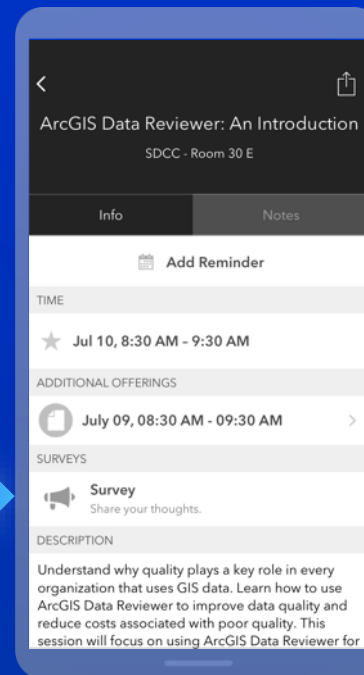 ArcGIS Data Reviewer: An Introduction
SDCC - Room 30 E
Info
Notes
Add Reminder
TIME
Jul 10, 8:30 AM – 9:30 AM
ADDITIONAL OFFERINGS
July 09, 08:30 AM - 09:30 AM
SURVEYS
Survey
Share your thoughts.
DESCRIPTION
Understand why quality plays a key role in every
organization that uses GIS data. Learn how to use
ArcGIS Data Reviewer to improve data quality and
reduce costs associated with poor quality. This
session will focus on using ArcGIS Data Reviewer for